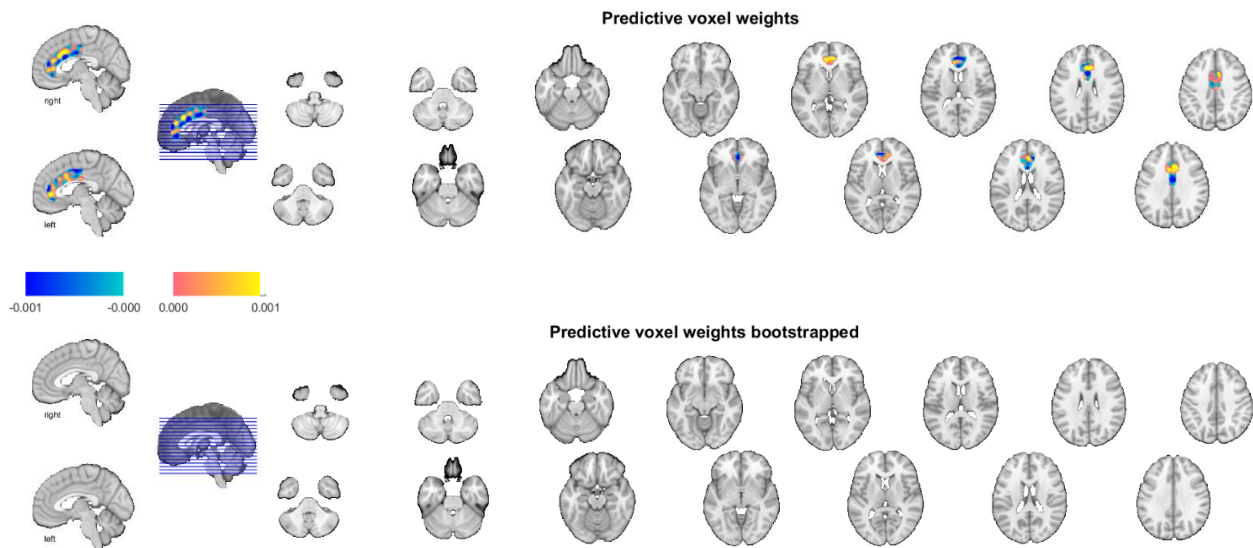 Predictive voxel weights
right
left
-0.001 -0.000 0.000 0.001
Predictive voxel weights bootstrapped
right
left